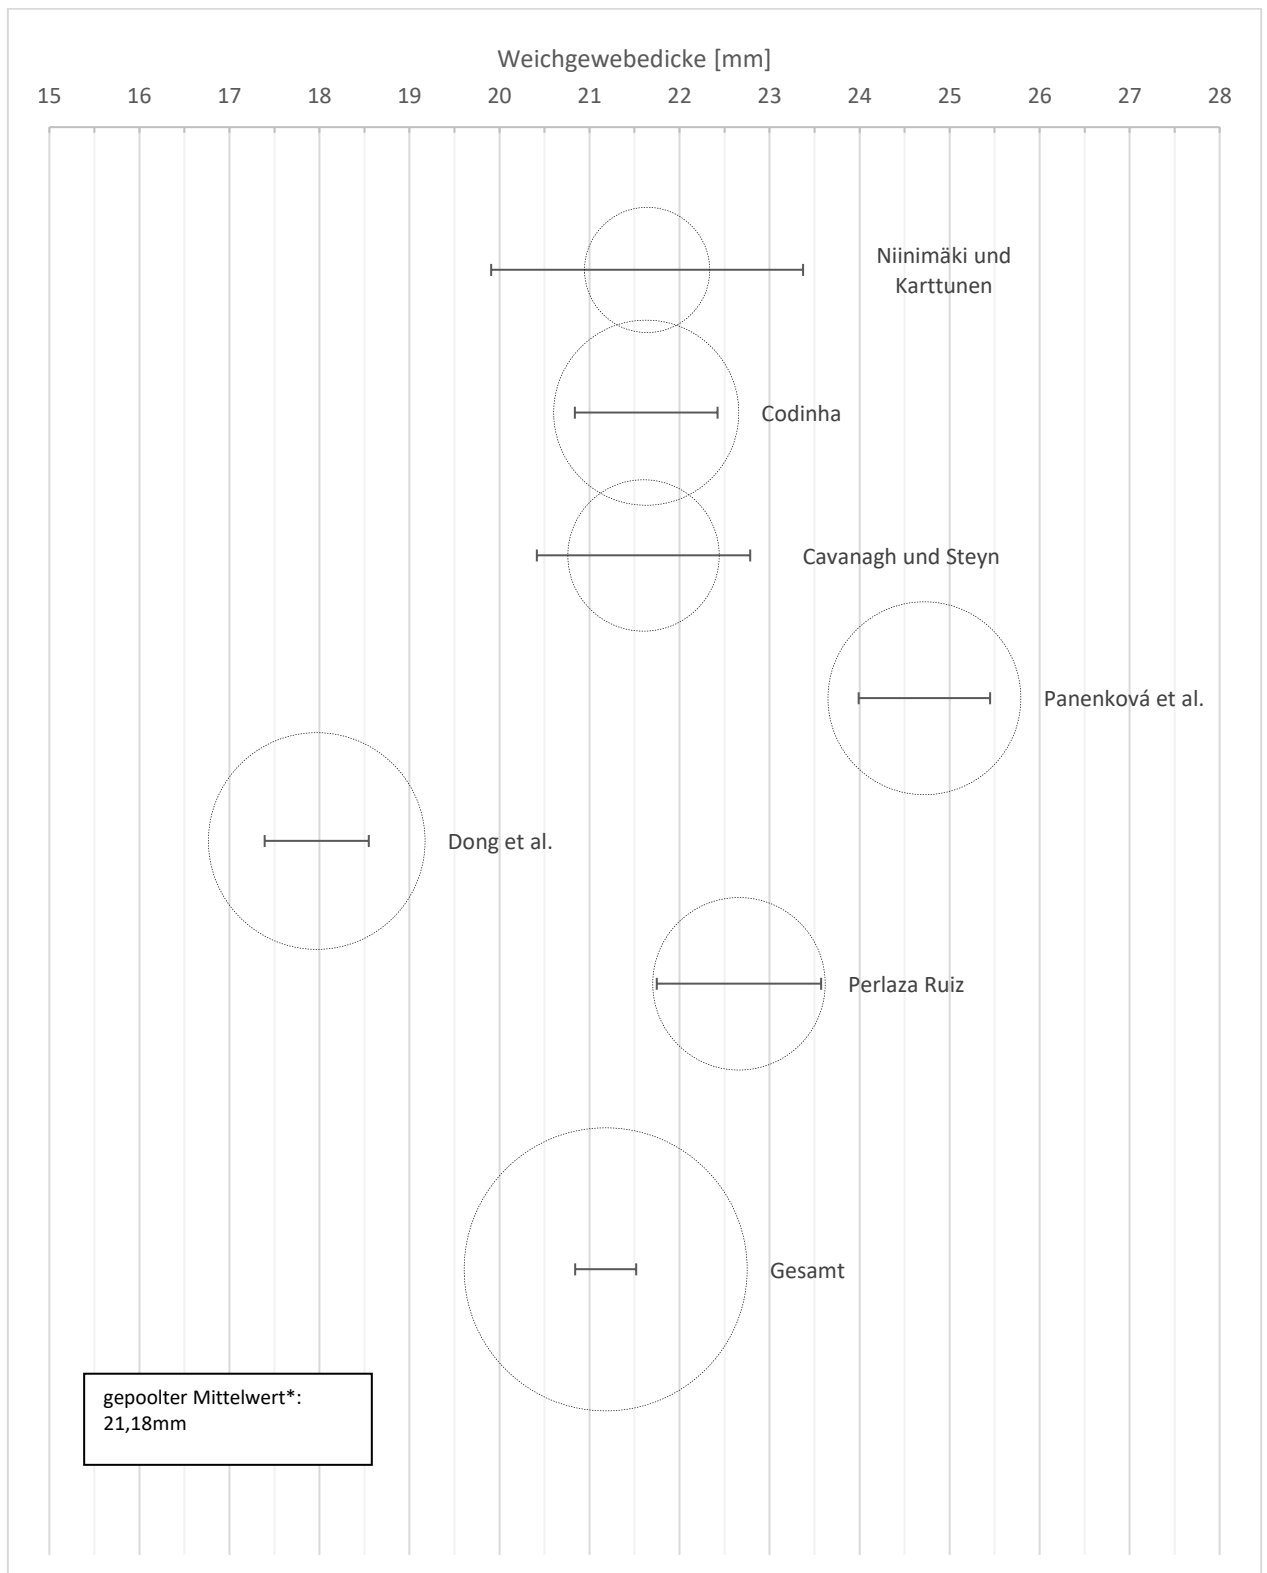 Weichgewebedicke [mm]
15 16 17 18 19 20 21 22 23 24 25 26 27 28
Niinimäki und
Karttunen
Codinha
Cavanagh und Steyn
Panenková et al.
Dong et al.
Perlaza Ruiz
Gesamt
gepoolter Mittelwert*:
21,18mm